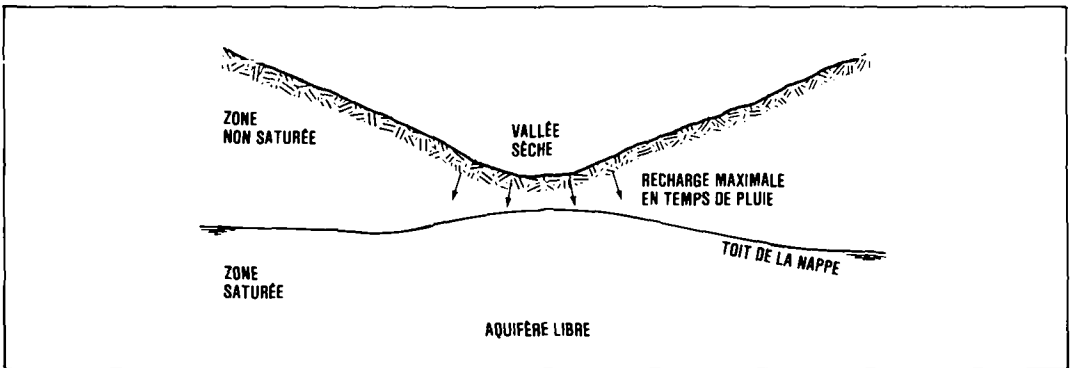 ZONE
NON SATURÉE
VALLÉE
SÈCHE
RECHARGE MAXIMALE
EN TEMPS DE PLUIE
TOIT DE LA NAPPE
ZONE
SATURÉE
AQUIFÈRE LIBRE